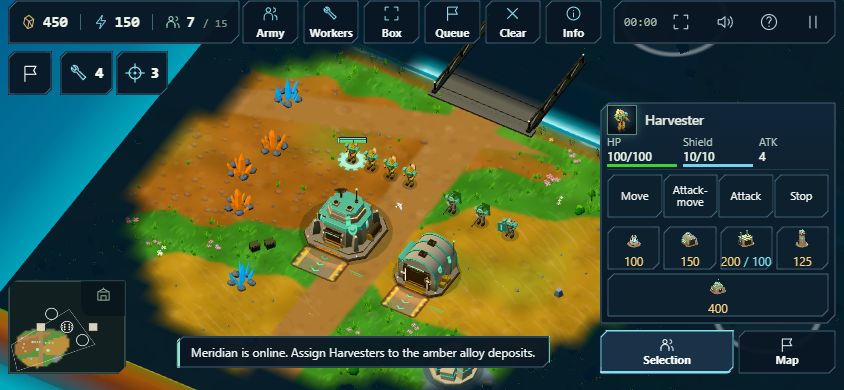 450 150 7 / 15
Army
Workers
Box
Queue
Clear
Info
00:00
4
3
Harvester
HP Shield ATK
100/100 10/10 4
Move
Attack-
move
Attack
Stop
100 150 200 / 100 125
400
Meridian is online. Assign Harvesters to the amber alloy deposits.
Selection
Map